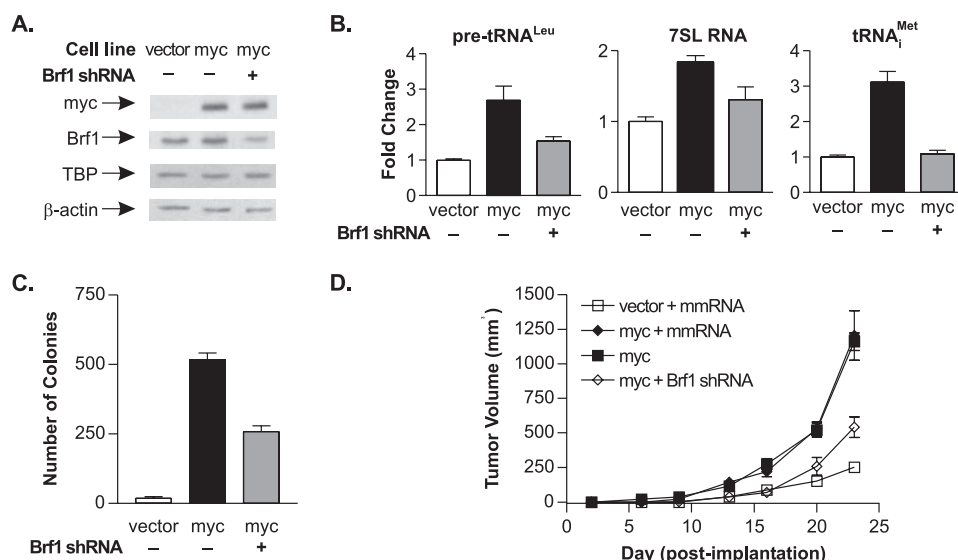 A.
Cell line vector myc myc
Brf1 shRNA – – +
myc
Brf1
TBP
β-actin
B.
pre-tRNA^Leu 7SL RNA tRNA_i^Met
Fold Change
4
3
2
1
0
vector myc myc
Brf1 shRNA – – +
2
1
0
vector myc myc
– – +
4
3
2
1
0
vector myc myc
– – +
C.
Number of Colonies
750
500
250
0
vector myc myc
Brf1 shRNA – – +
D.
Tumor Volume (mm³)
1500
1250
1000
750
500
250
0
vector + mmRNA
myc + mmRNA
myc
myc + Brf1 shRNA
0 5 10 15 20 25
Day (post-implantation)